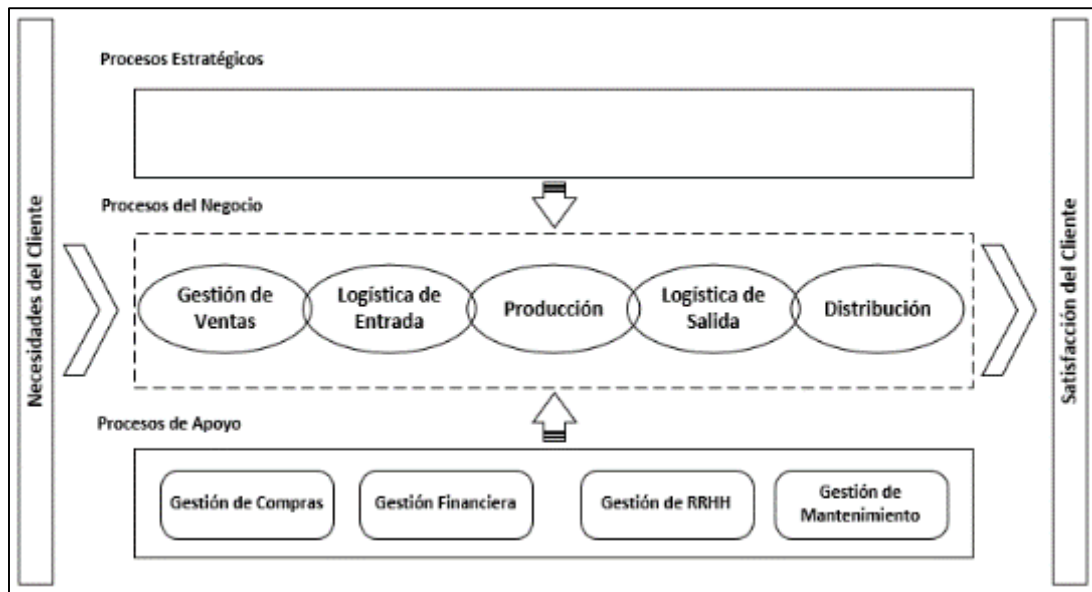 Procesos Estratégicos
Procesos del Negocio
Necesidades del Cliente
Gestión de
Ventas
Logística de
Entrada
Producción
Logística de
Salida
Distribución
Satisfacción del Cliente
Procesos de Apoyo
Gestión de Compras
Gestión Financiera
Gestión de RRHH
Gestión de
Mantenimiento